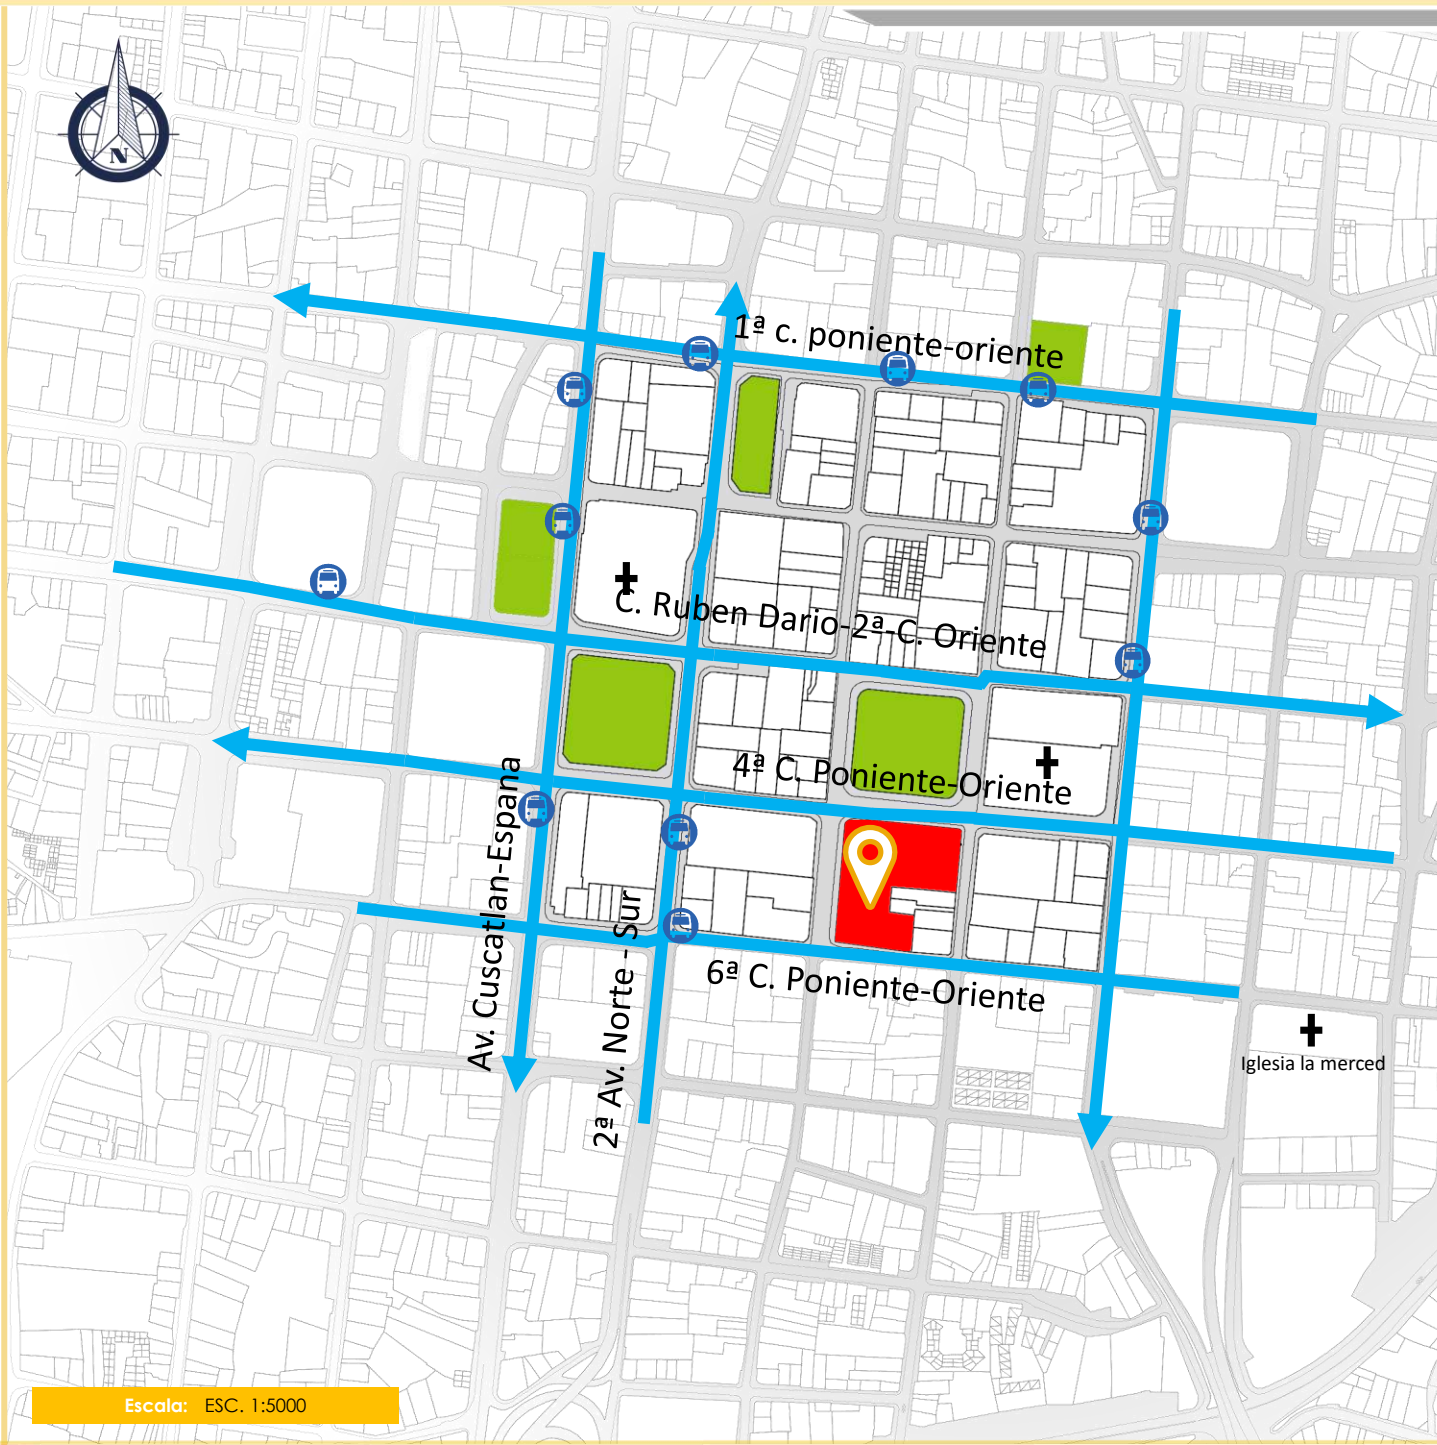 N
1ª c. poniente-oriente
C. Ruben Dario-2ª-C. Oriente
4ª C. Poniente-Oriente
Av. Cuscatlan-Espana
2ª Av. Norte - Sur
6ª C. Poniente-Oriente
Iglesia la merced
Escala: ESC. 1:5000